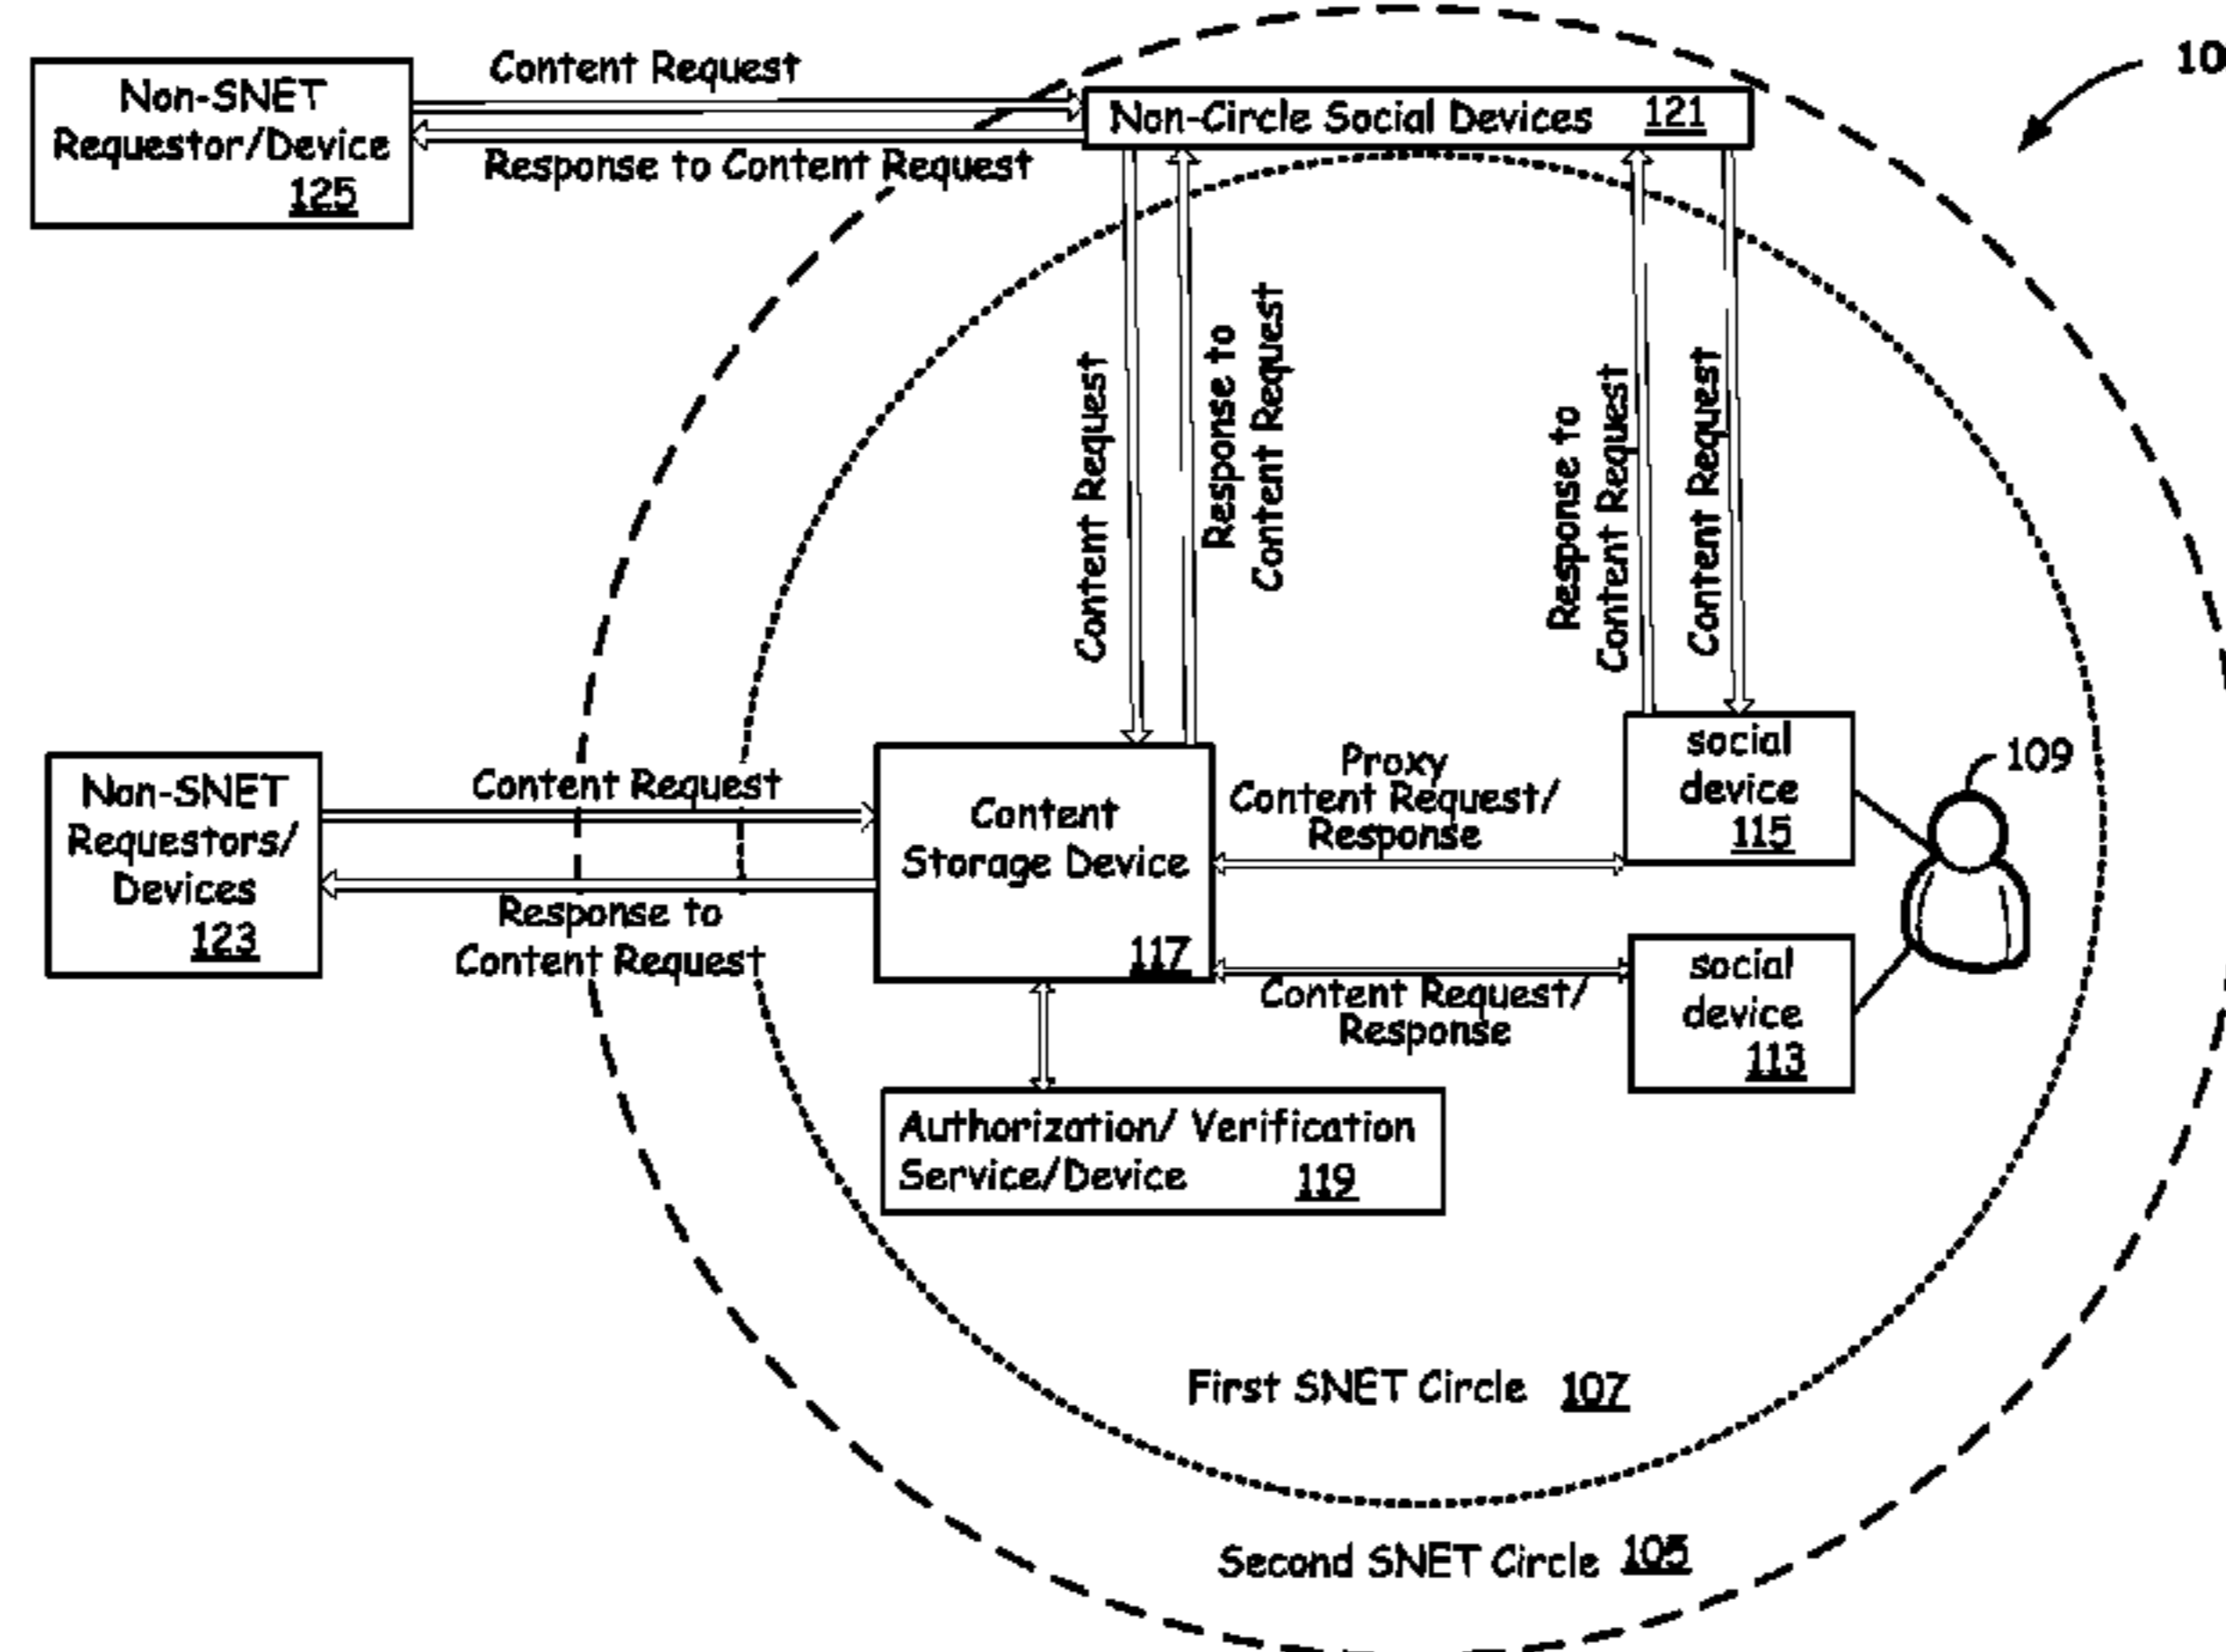 Content Request
10
Non-SNET
Requestor/Device
125
Non-Circle Social Devices 121
Response to Content Request
Content Request
Response to
Content Request
Response to
Content Request
Content Request
Non-SNET
Requestors/
Devices
123
Content Request
Response to
Content Request
Content
Storage Device
117
Proxy
Content Request/
Response
Content Request/
Response
social
device
115
109
social
device
113
Authorization/ Verification
Service/Device 119
First SNET Circle 107
Second SNET Circle 105